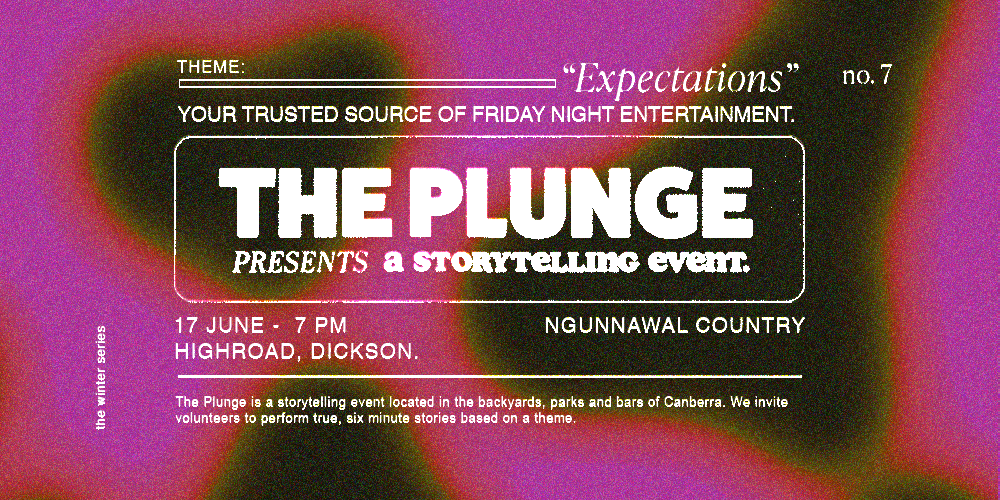 THEME:
“Expectations”
no. 7
YOUR TRUSTED SOURCE OF FRIDAY NIGHT ENTERTAINMENT.
THE PLUNGE
PRESENTS a STORYTELLING event.
17 JUNE - 7 PM
NGUNNAWAL COUNTRY
HIGHROAD, DICKSON.
the winter series
The Plunge is a storytelling event located in the backyards, parks and bars of Canberra. We invite
volunteers to perform true, six minute stories based on a theme.